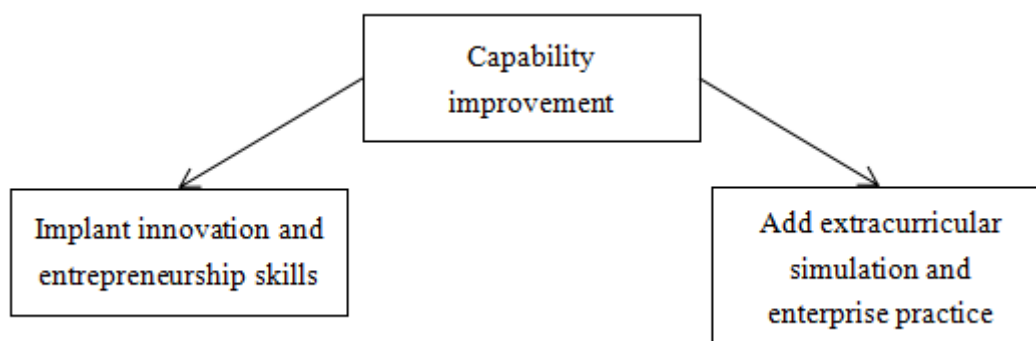 Capability
improvement
Implant innovation and
entrepreneurship skills
Add extracurricular
simulation and
enterprise practice